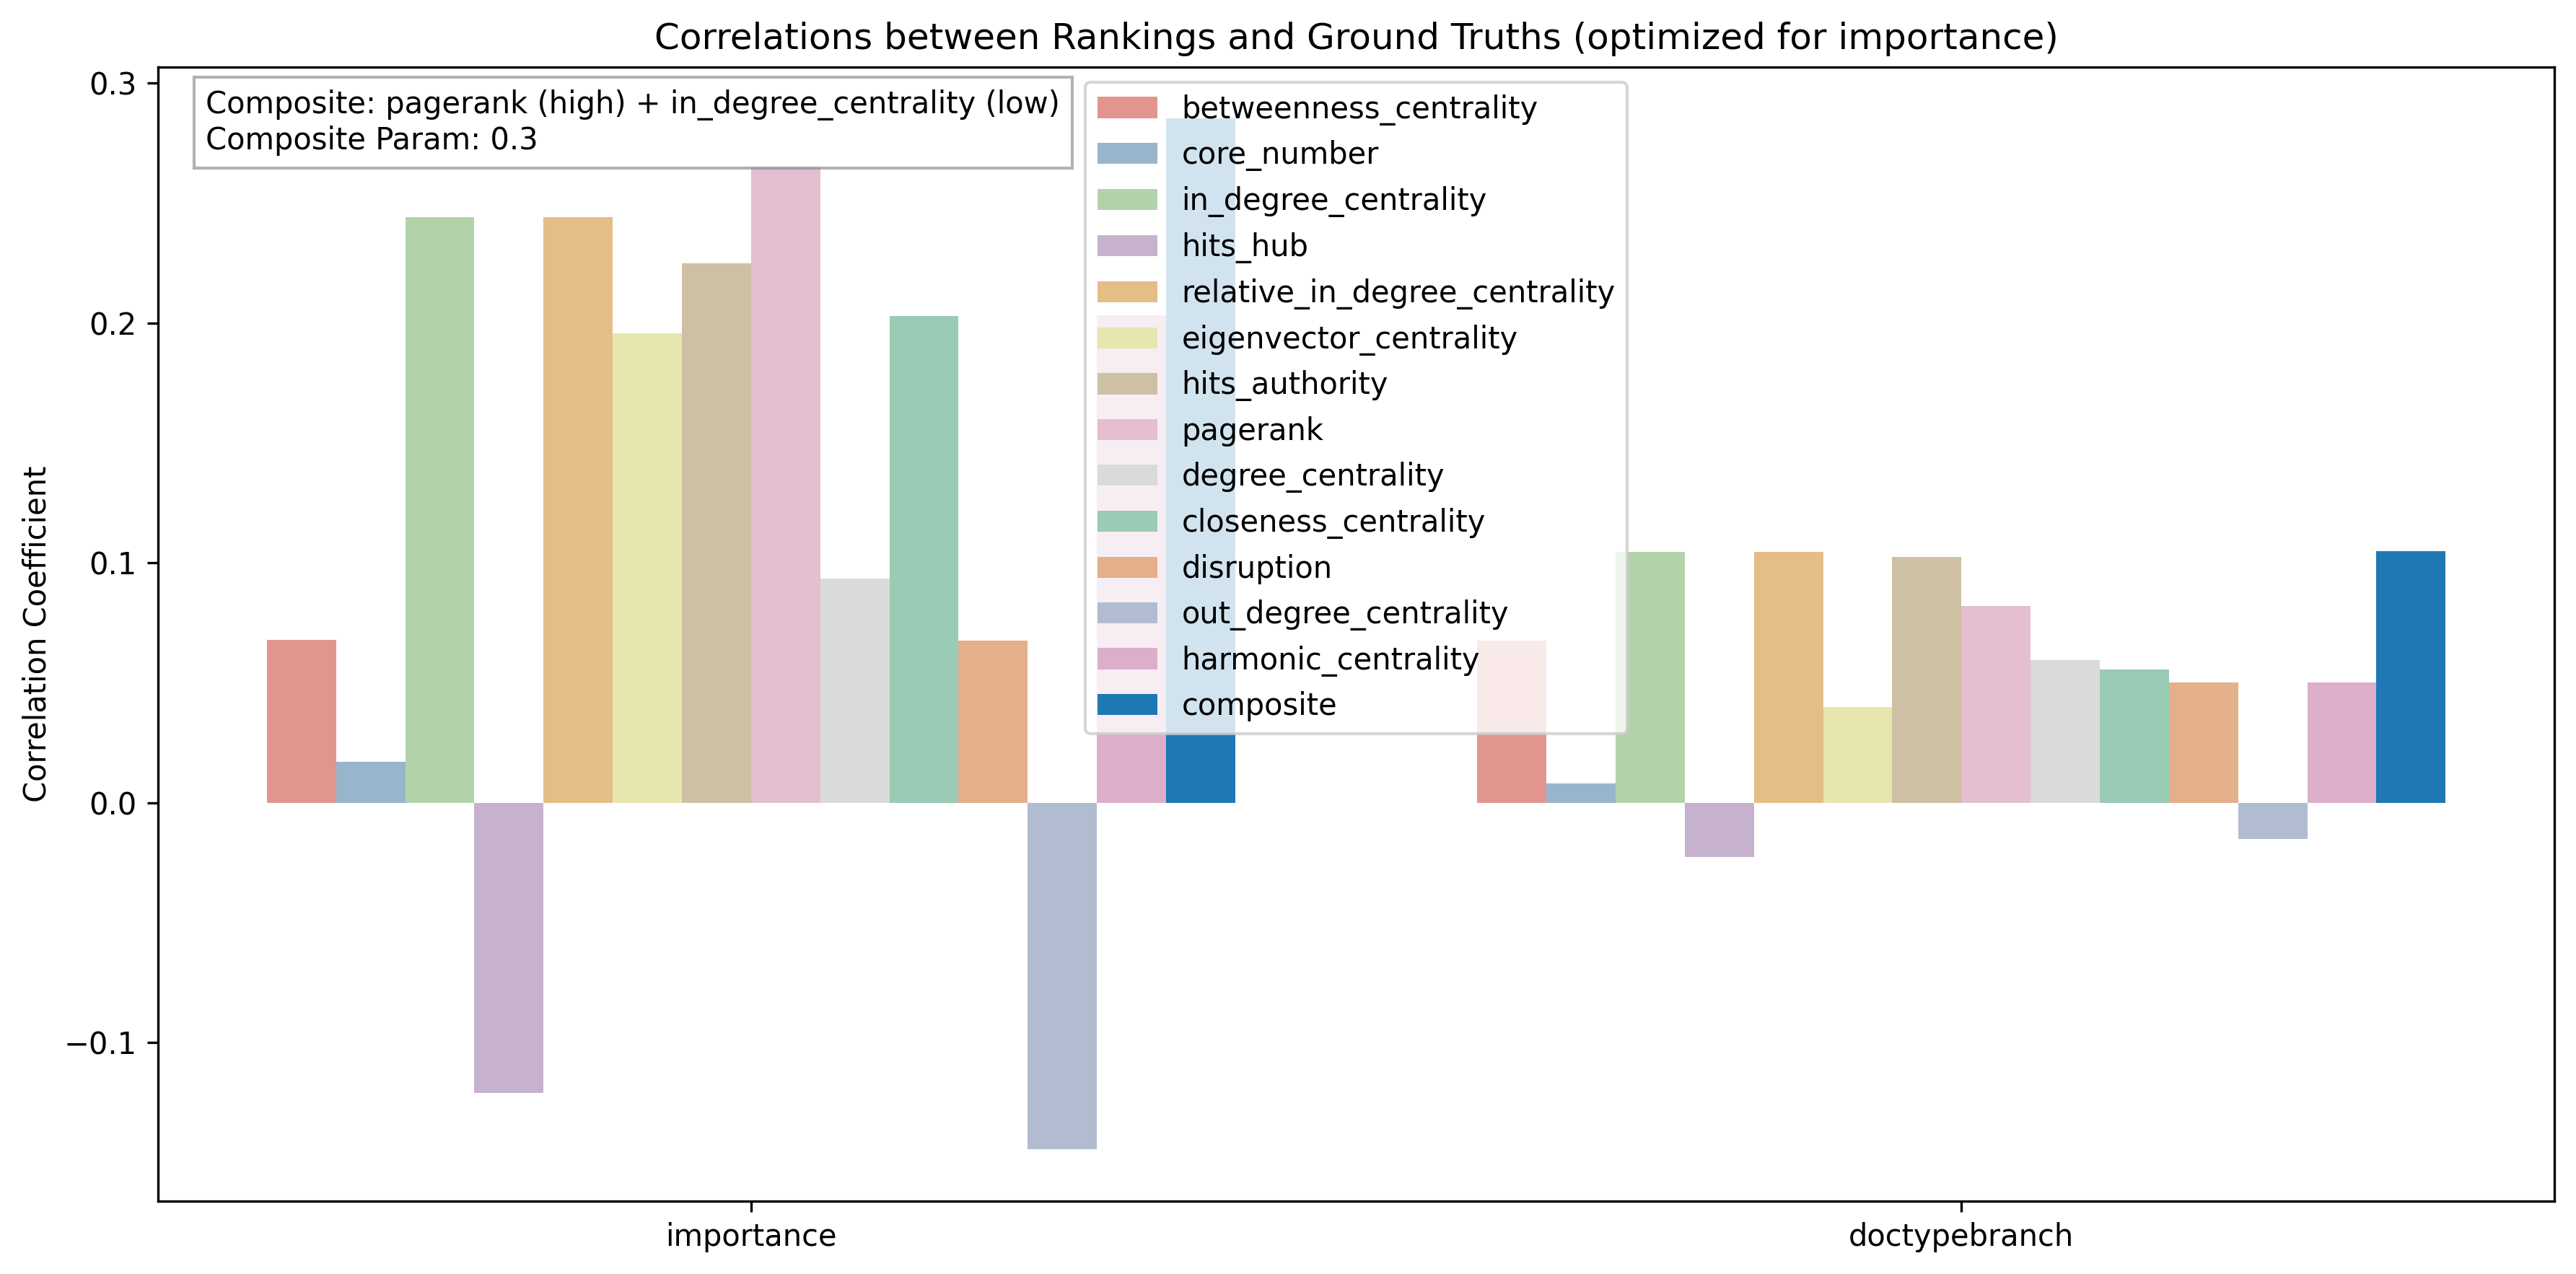 Correlations between Rankings and Ground Truths (optimized for importance)
Composite: pagerank (high) + in_degree_centrality (low)
Composite Param: 0.3
betweenness_centrality
core_number
in_degree_centrality
hits_hub
relative_in_degree_centrality
eigenvector_centrality
hits_authority
pagerank
degree_centrality
closeness_centrality
disruption
out_degree_centrality
harmonic_centrality
composite
Correlation Coefficient
0.3
0.2
0.1
0.0
−0.1
importance
doctypebranch